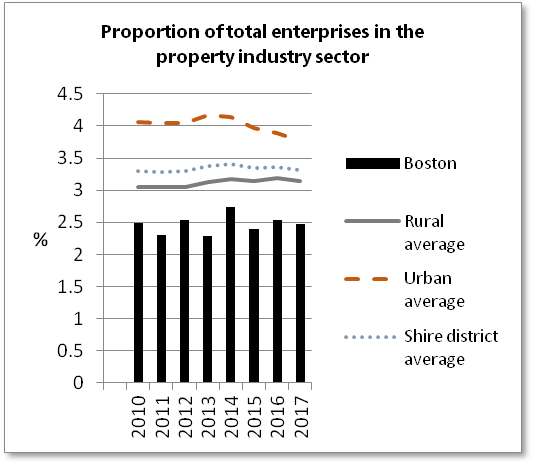 Proportion of total enterprises in the
property industry sector
4.5
4
3.5
3
2.5
2
1.5
1
0.5
0
%
2010
2011
2012
2013
2014
2015
2016
2017
Boston
Rural
average
Urban
average
Shire district
average